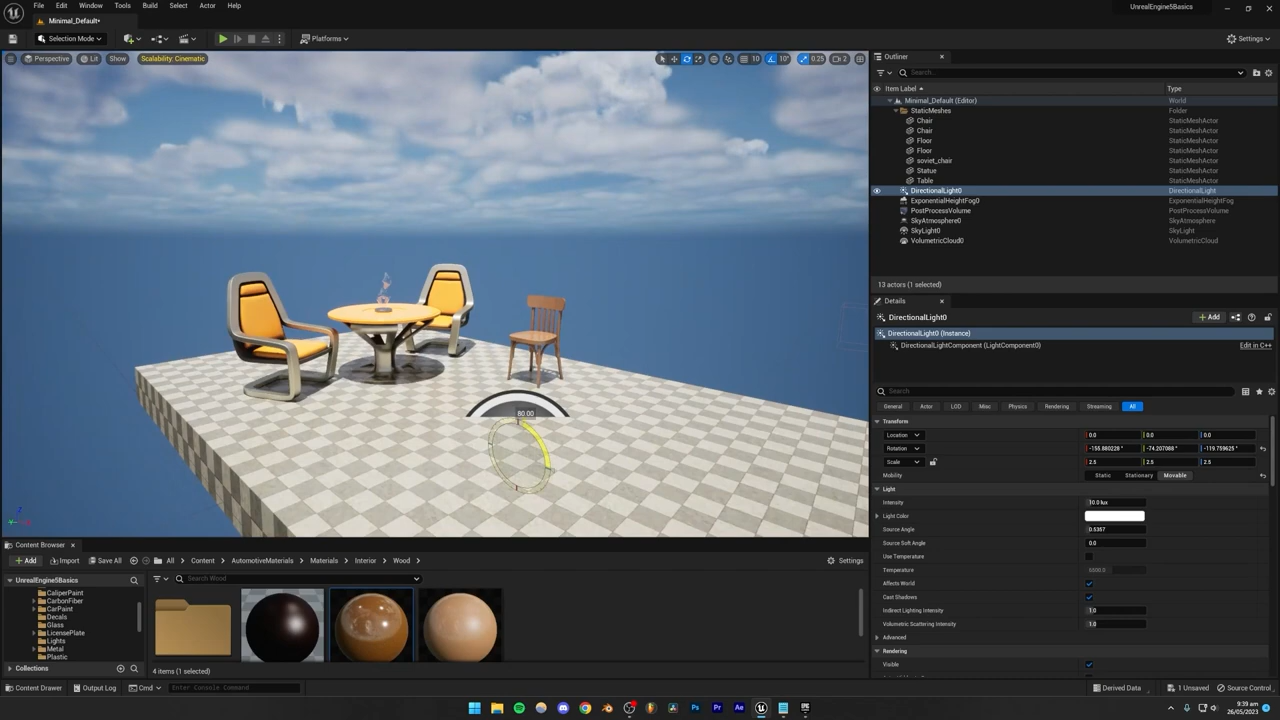 File Edit Window Tools Build Select Actor Help
UnrealEngine5Basics
Minimal_Default*
Selection Mode
Platforms
Settings
Perspective Lit Show Scalability: Cinematic
10 10° 0.25 2
80.00
Outliner
Search...
Item Label Type
Minimal_Default (Editor) World
StaticMeshes Folder
Chair StaticMeshActor
Chair StaticMeshActor
Floor StaticMeshActor
Floor StaticMeshActor
soviet_chair StaticMeshActor
Statue StaticMeshActor
Table StaticMeshActor
DirectionalLight0 DirectionalLight
ExponentialHeightFog0 ExponentialHeightFog
PostProcessVolume PostProcessVolume
SkyAtmosphere0 SkyAtmosphere
SkyLight0 SkyLight
VolumetricCloud0 VolumetricCloud
13 actors (1 selected)
Details
DirectionalLight0
Add
DirectionalLight0 (Instance)
DirectionalLightComponent (LightComponent0) Edit in C++
Search
General Actor LOD Misc Physics Rendering Streaming All
Transform
Location 0.0 0.0 0.0
Rotation -155.880228 ° -74.207088 ° -119.759625 °
Scale 2.5 2.5 2.5
Mobility Static Stationary Movable
Light
Intensity 10.0 lux
Light Color
Source Angle 0.5357
Source Soft Angle 0.0
Use Temperature
Temperature 6500.0
Affects World
Cast Shadows
Indirect Lighting Intensity 1.0
Volumetric Scattering Intensity 1.0
Advanced
Rendering
Visible
Content Browser
Add Import Save All All Content AutomotiveMaterials Materials Interior Wood Settings
UnrealEngine5Basics
Search Wood
CaliperPaint
CarbonFiber
CarPaint
Decals
Glass
LicensePlate
Lights
Metal
Plastic
Collections
4 items (1 selected)
Content Drawer Output Log Cmd Enter Console Command
Derived Data 1 Unsaved Source Control
9:39 am
26/05/2023